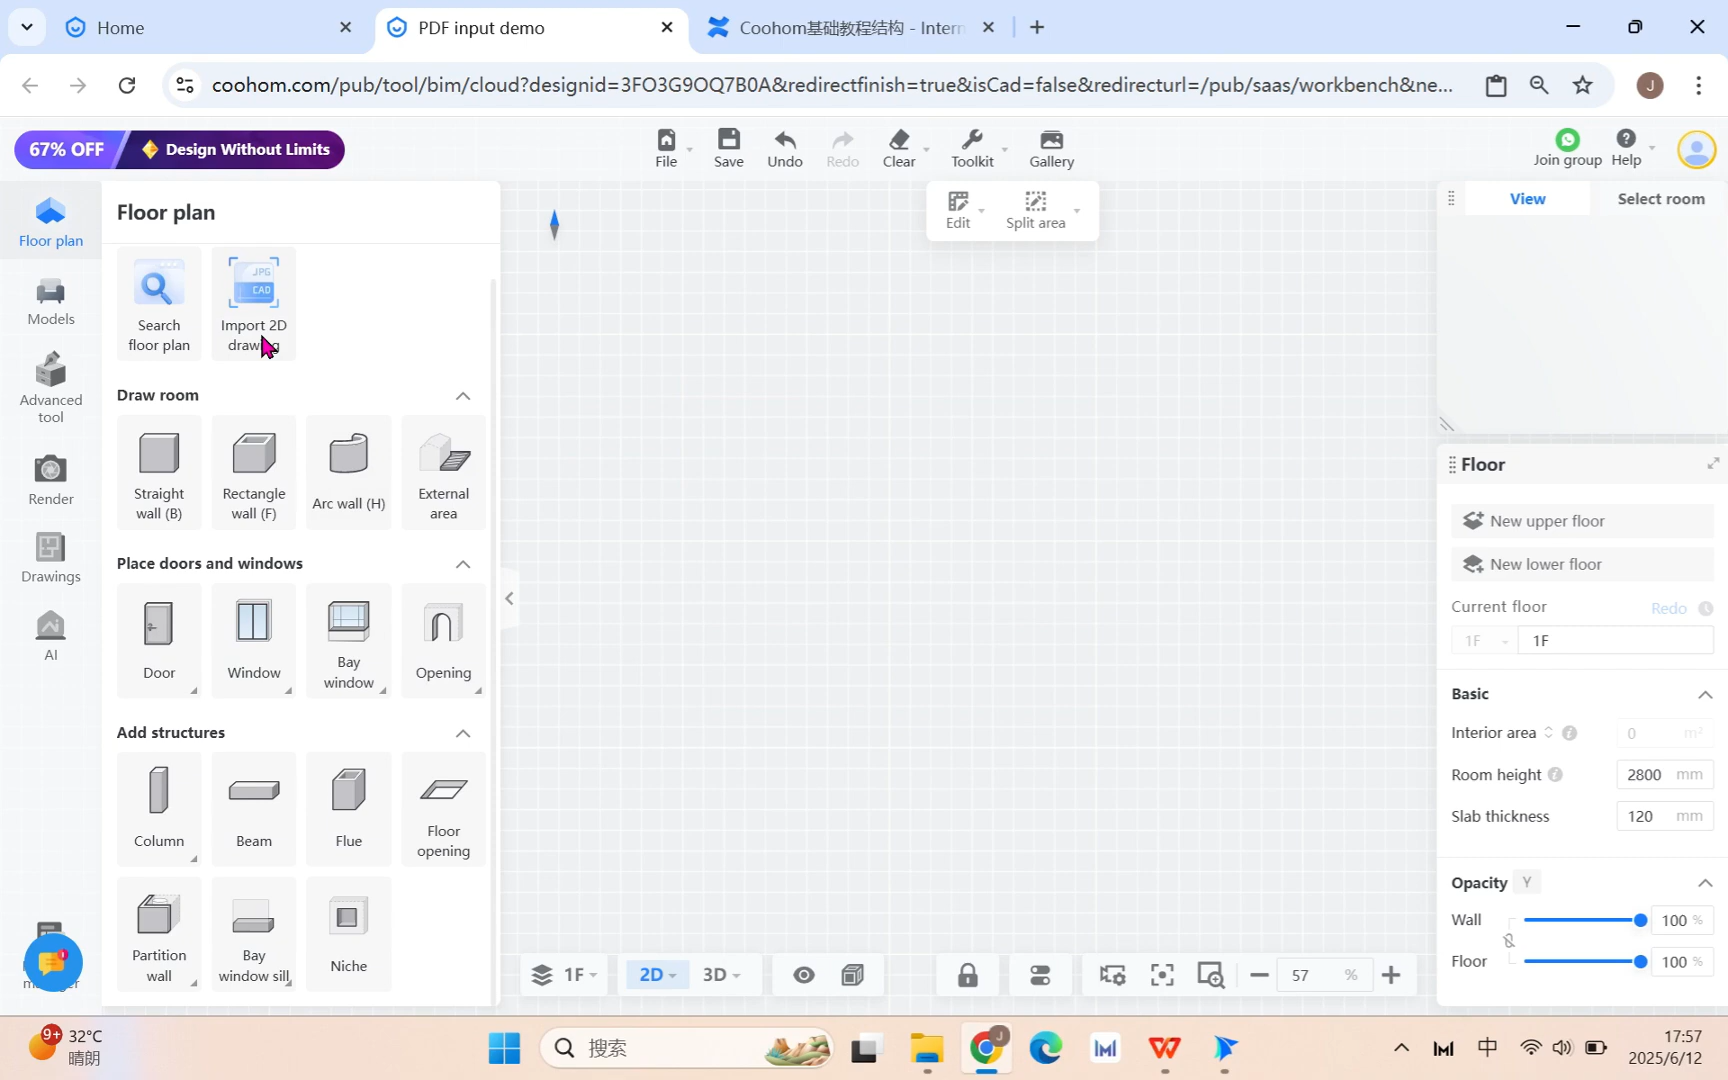 Home
PDF input demo
Coohom基础教程结构 - Intern
coohom.com/pub/tool/bim/cloud?designid=3FO3G9OQ7B0A&redirectfinish=true&isCad=false&redirecturl=/pub/saas/workbench&ne...
J
67% OFF
Design Without Limits
File
Save
Undo
Redo
Clear
Toolkit
Gallery
Join group
Help
Floor plan
Models
Advanced
tool
Render
Drawings
AI
Floor plan
Search
floor plan
JPG
CAD
Import 2D
Draw room
Straight
wall (B)
Rectangle
wall (F)
Arc wall (H)
External
area
Place doors and windows
Door
Window
Bay
window
Opening
Add structures
Column
Beam
Flue
Floor
opening
Partition
wall
Bay
window sill
Niche
Edit
Split area
1F
2D
3D
57 %
View
Select room
Floor
New upper floor
New lower floor
Current floor
Redo
1F
1F
Basic
Interior area
0 m²
Room height
2800 mm
Slab thickness
120 mm
Opacity
Y
Wall
100 %
Floor
100 %
9+
32°C
晴朗
搜索
J
中
17:57
2025/6/12